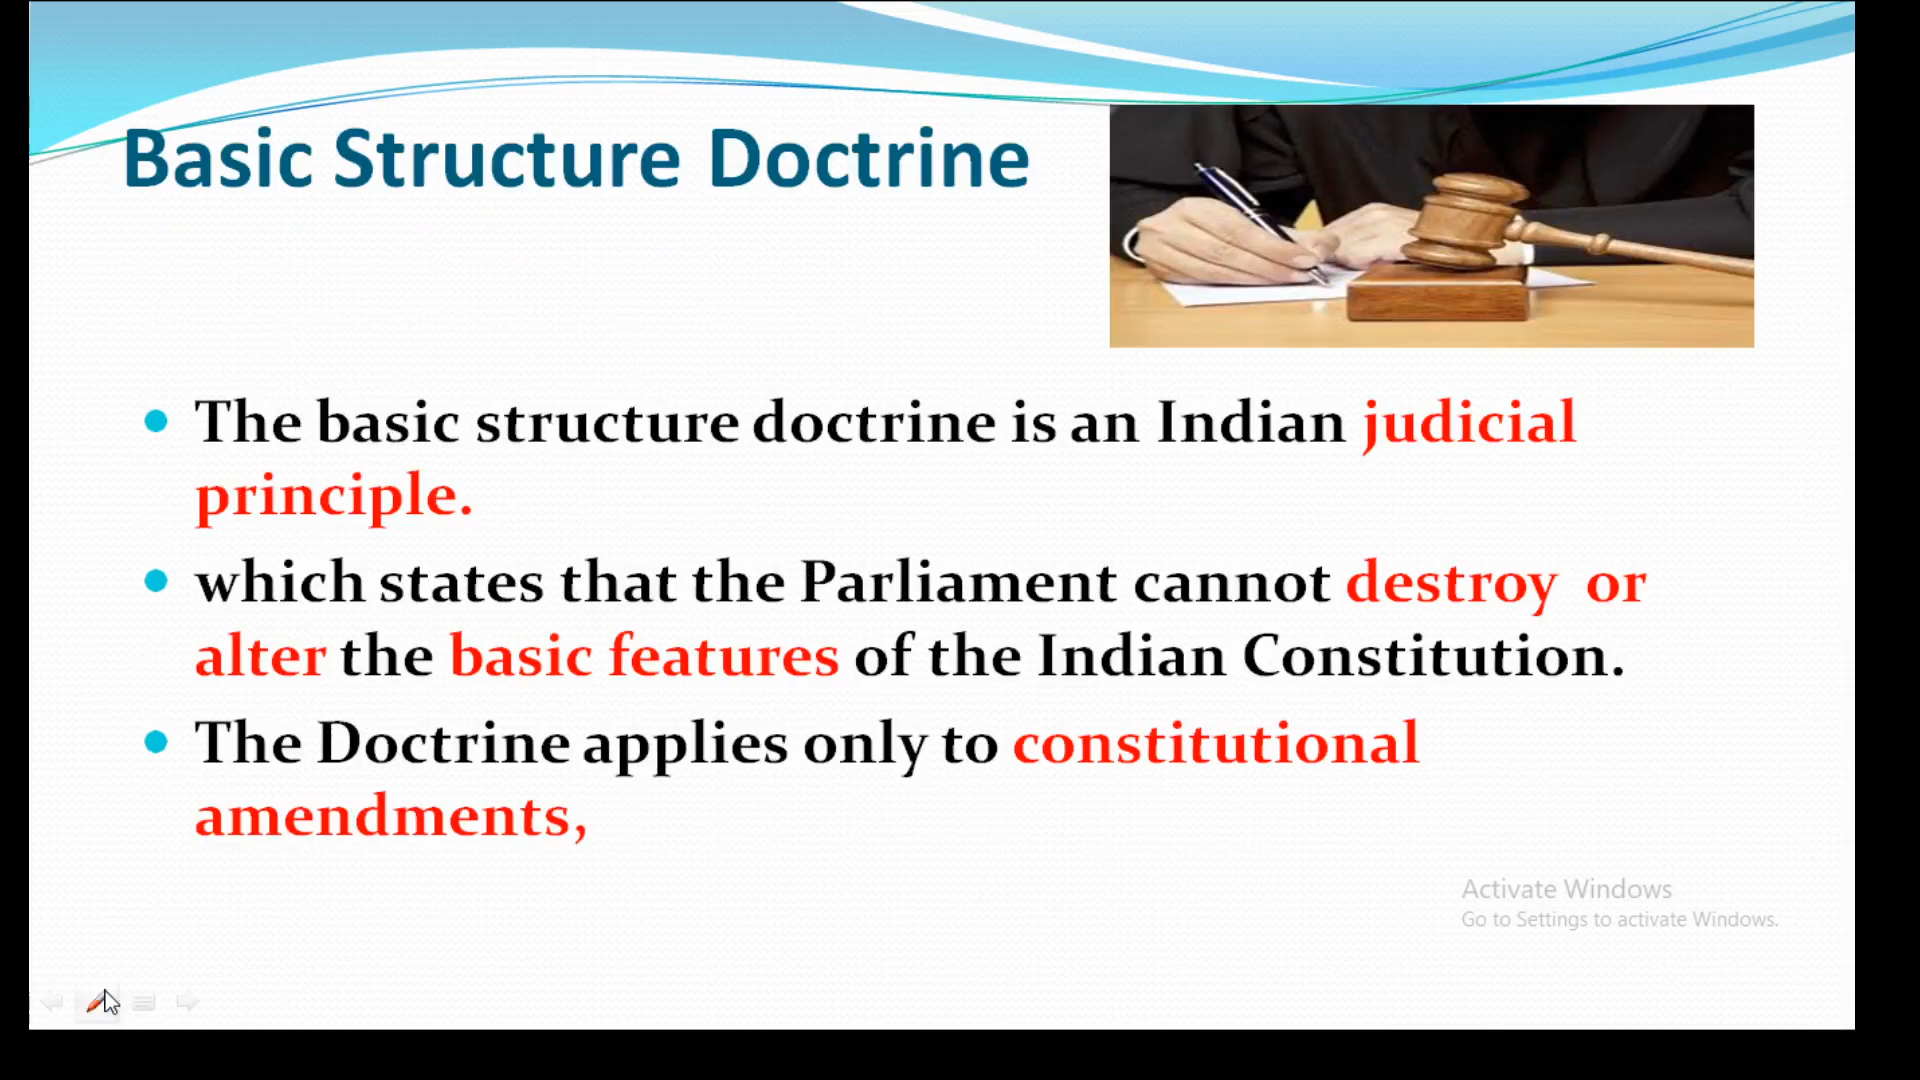 Basic Structure Doctrine
The basic structure doctrine is an Indian judicial
principle.
which states that the Parliament cannot destroy or
alter the basic features of the Indian Constitution.
The Doctrine applies only to constitutional
amendments,
Activate Windows
Go to Settings to activate Windows.